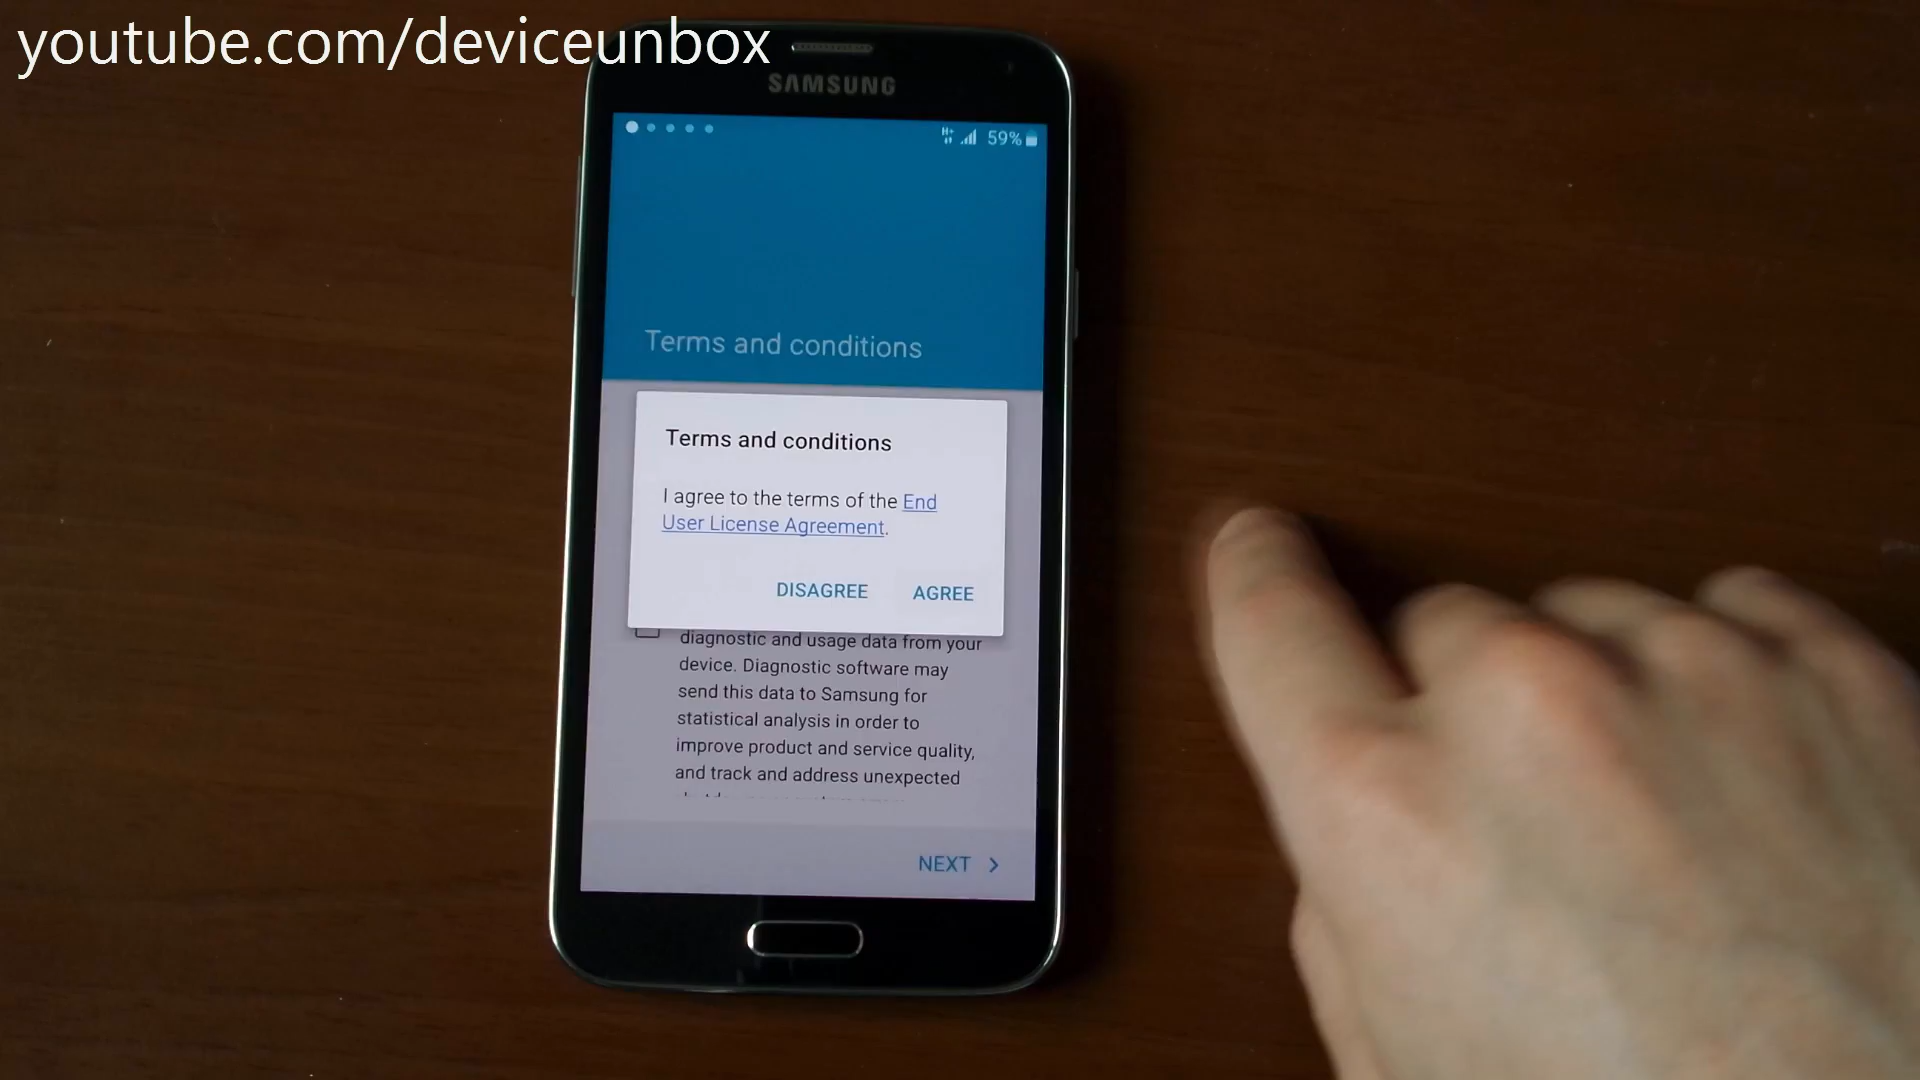 youtube.com/deviceunbox
SAMSUNG
H+ 59%
Terms and conditions
Terms and conditions
I agree to the terms of the End
User License Agreement.
DISAGREE AGREE
diagnostic and usage data from your
device. Diagnostic software may
send this data to Samsung for
statistical analysis in order to
improve product and service quality,
and track and address unexpected
NEXT >